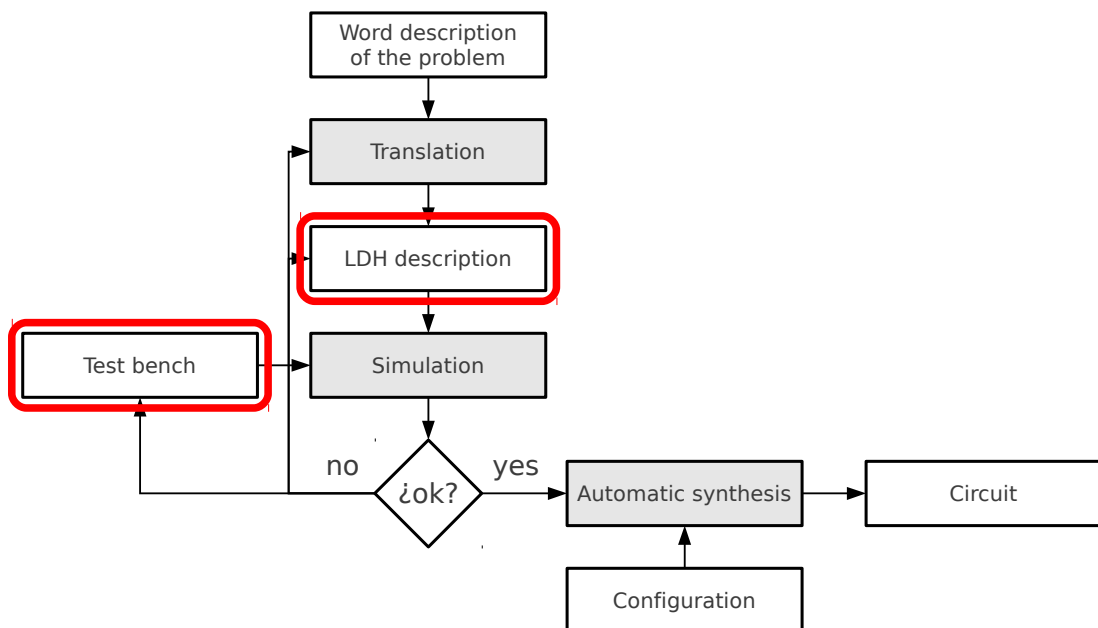 Word description
of the problem
Translation
LDH description
Test bench
Simulation
no
yes
¿ok?
Automatic synthesis
Circuit
Configuration